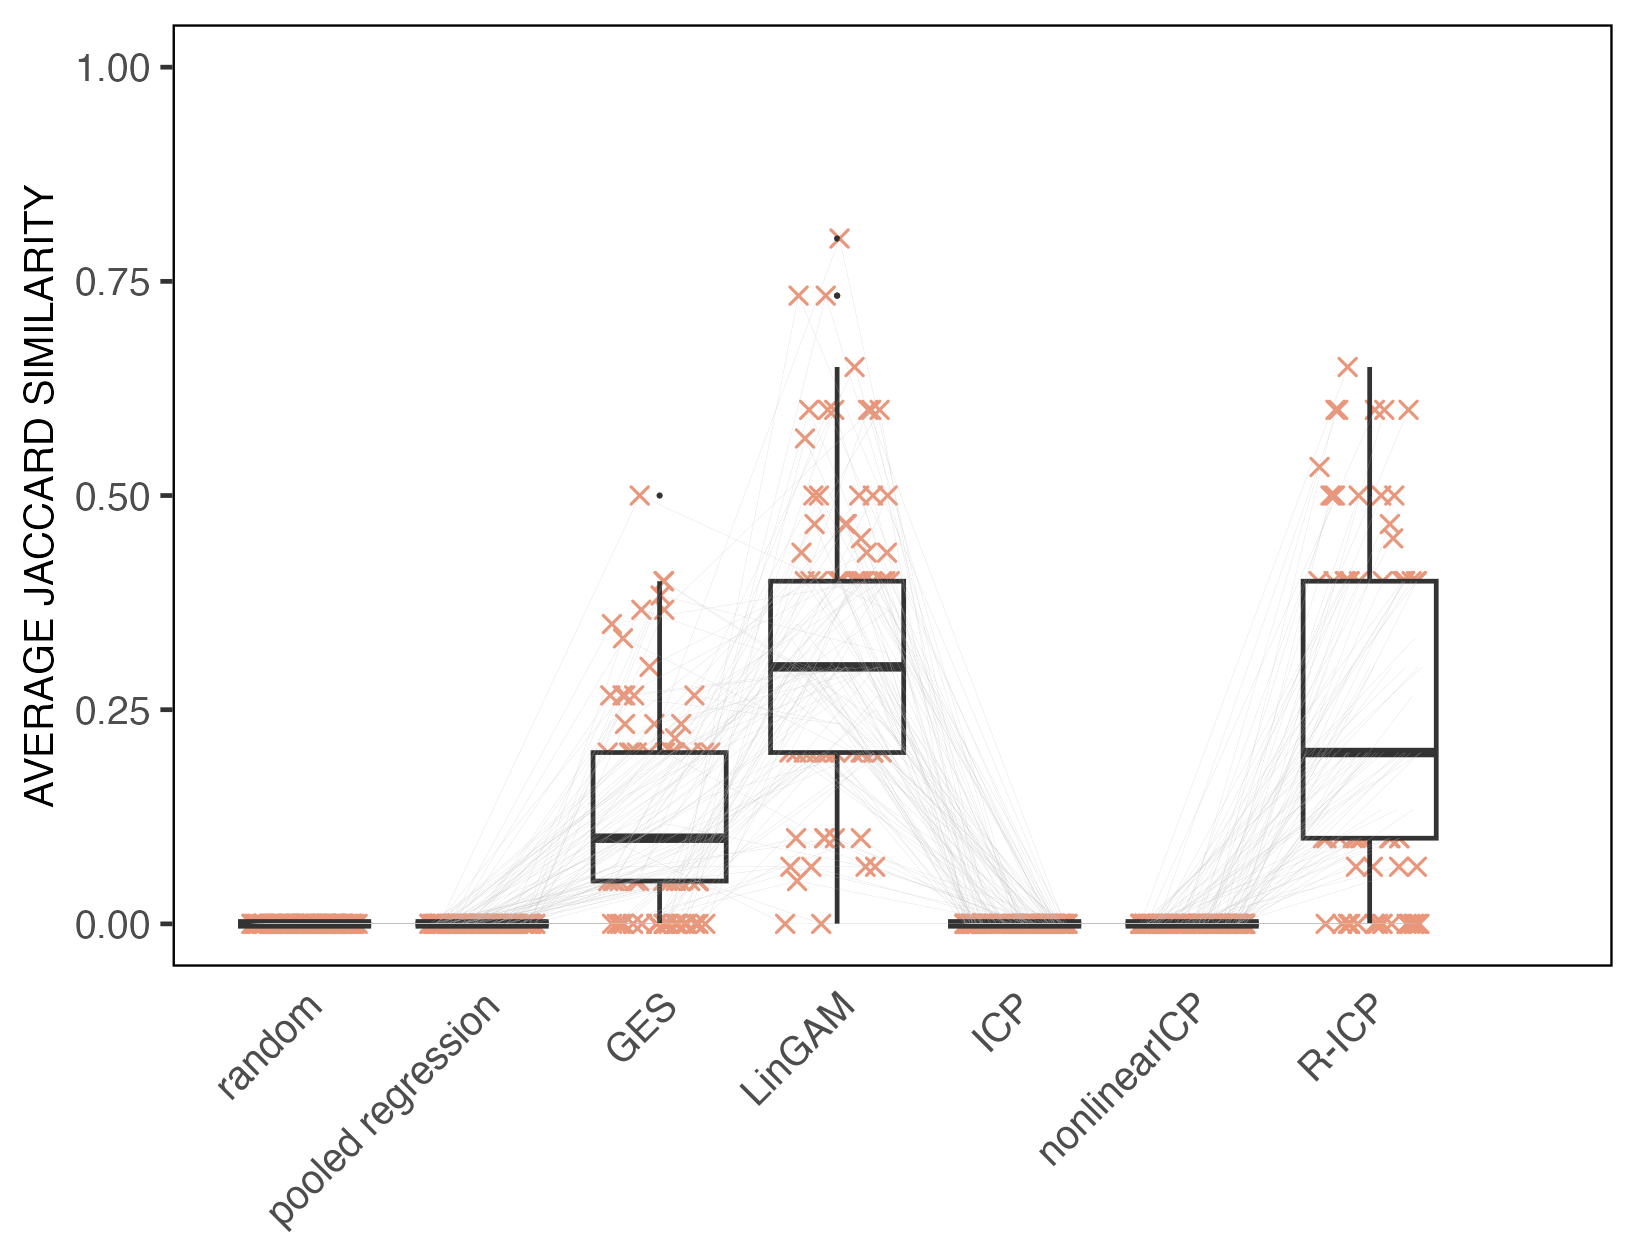 AVERAGE JACCARD SIMILARITY
1.00
0.75
0.50
0.25
0.00
random
pooled regression
GES
LinGAM
ICP
nonlinearICP
R-ICP